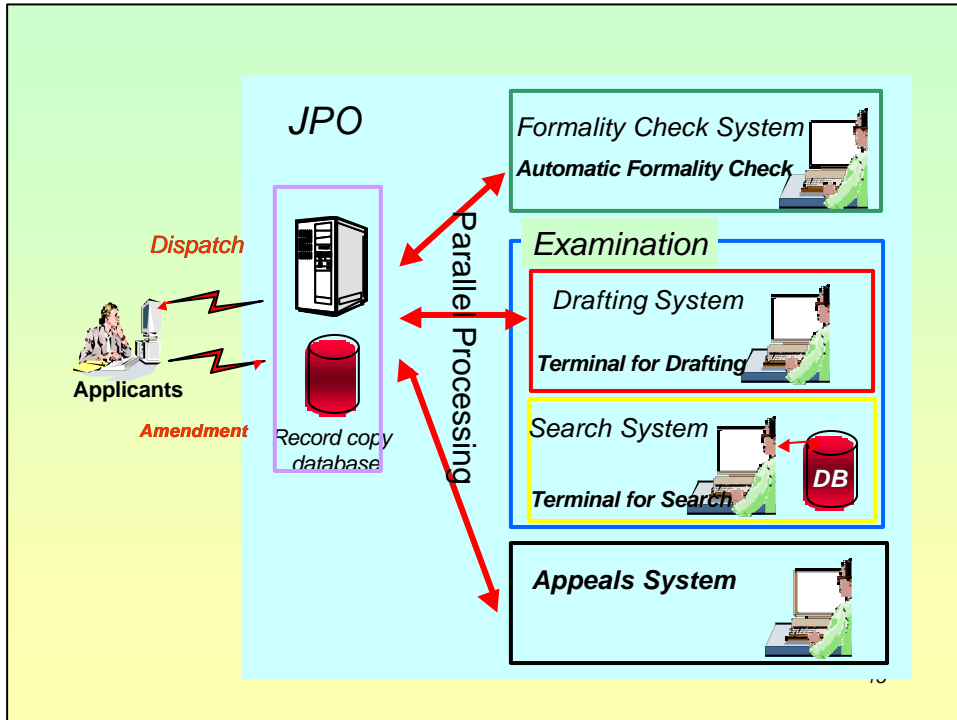 JPO
Formality Check System
Automatic Formality Check
Dispatch
Parallel Processing
Examination
Drafting System
Terminal for Drafting
Applicants
Amendment
Record copy
database
Search System
DB
Terminal for Search
Appeals System